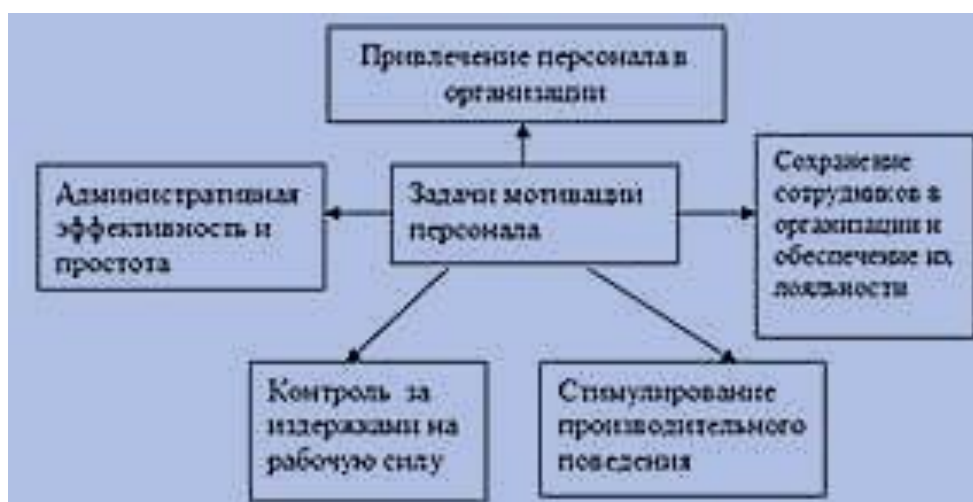 Привлечение персонала в
организации
Административная
эффективность и
простота
Задачи мотивации
персонала
Сохранение
сотрудников в
организации и
обеспечение их
лояльности
Контроль за
издержками на
рабочую силу
Стимулирование
производительного
поведения